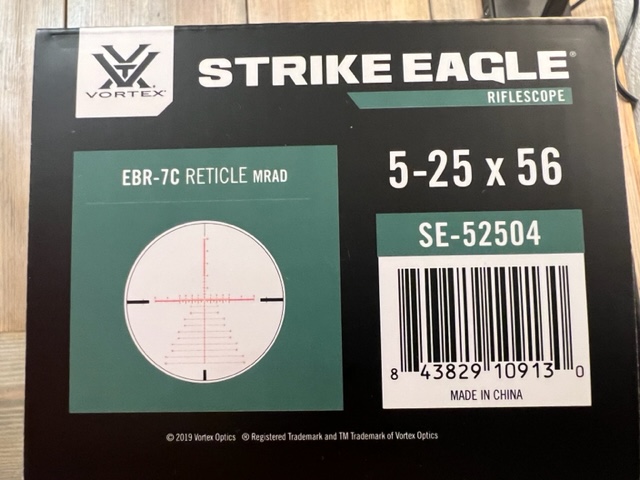 VORTEX
STRIKE EAGLE®
RIFLESCOPE
EBR-7C RETICLE MRAD
5-25 x 56
SE-52504
8 43829 10913 0
MADE IN CHINA
© 2019 Vortex Optics ® Registered Trademark and TM Trademark of Vortex Optics